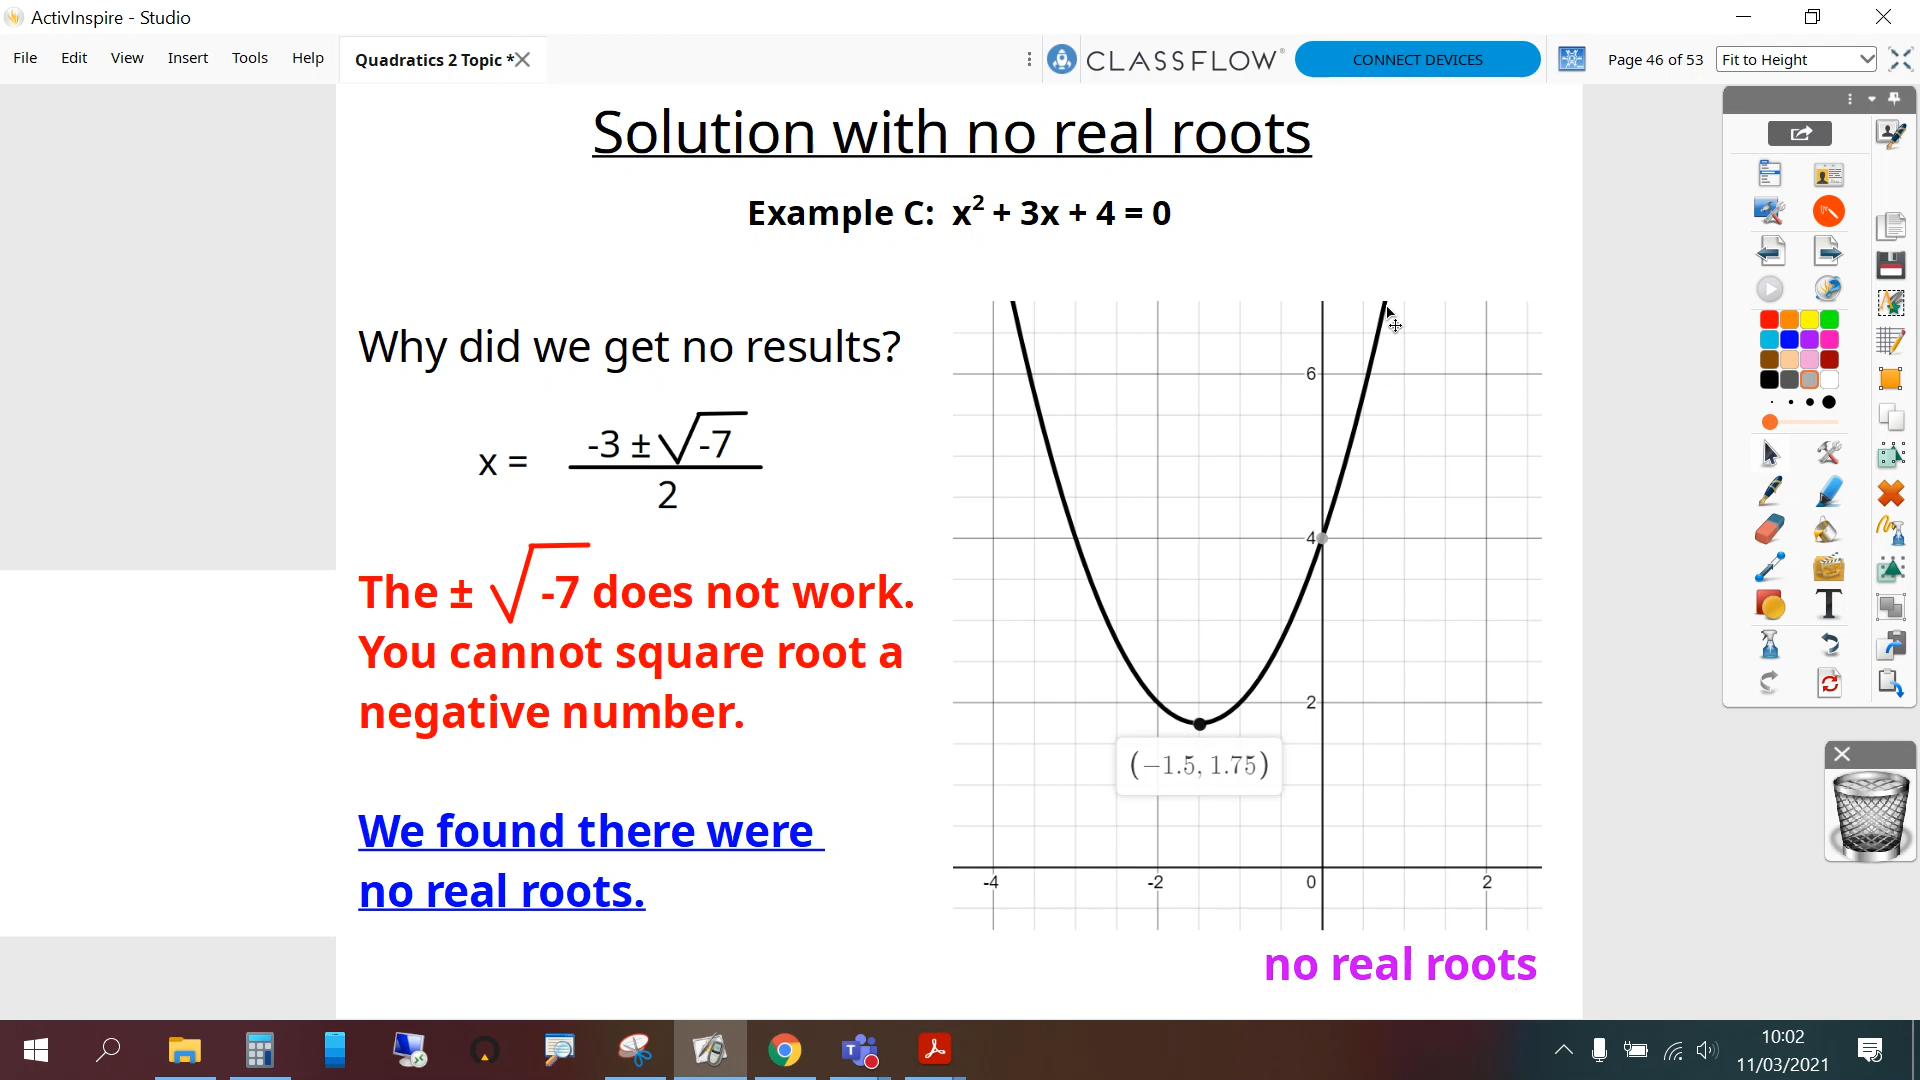 ActivInspire - Studio
File Edit View Insert Tools Help Quadratics 2 Topic * CLASSFLOW CONNECT DEVICES Page 46 of 53 Fit to Height
Solution with no real roots
Example C: x² + 3x + 4 = 0
Why did we get no results?
x = -3 ± √-7
2
The ± √-7 does not work.
You cannot square root a
negative number.
We found there were
no real roots.
6
4
2
(−1.5, 1.75)
-4 -2 0 2
no real roots
T
10:02
11/03/2021